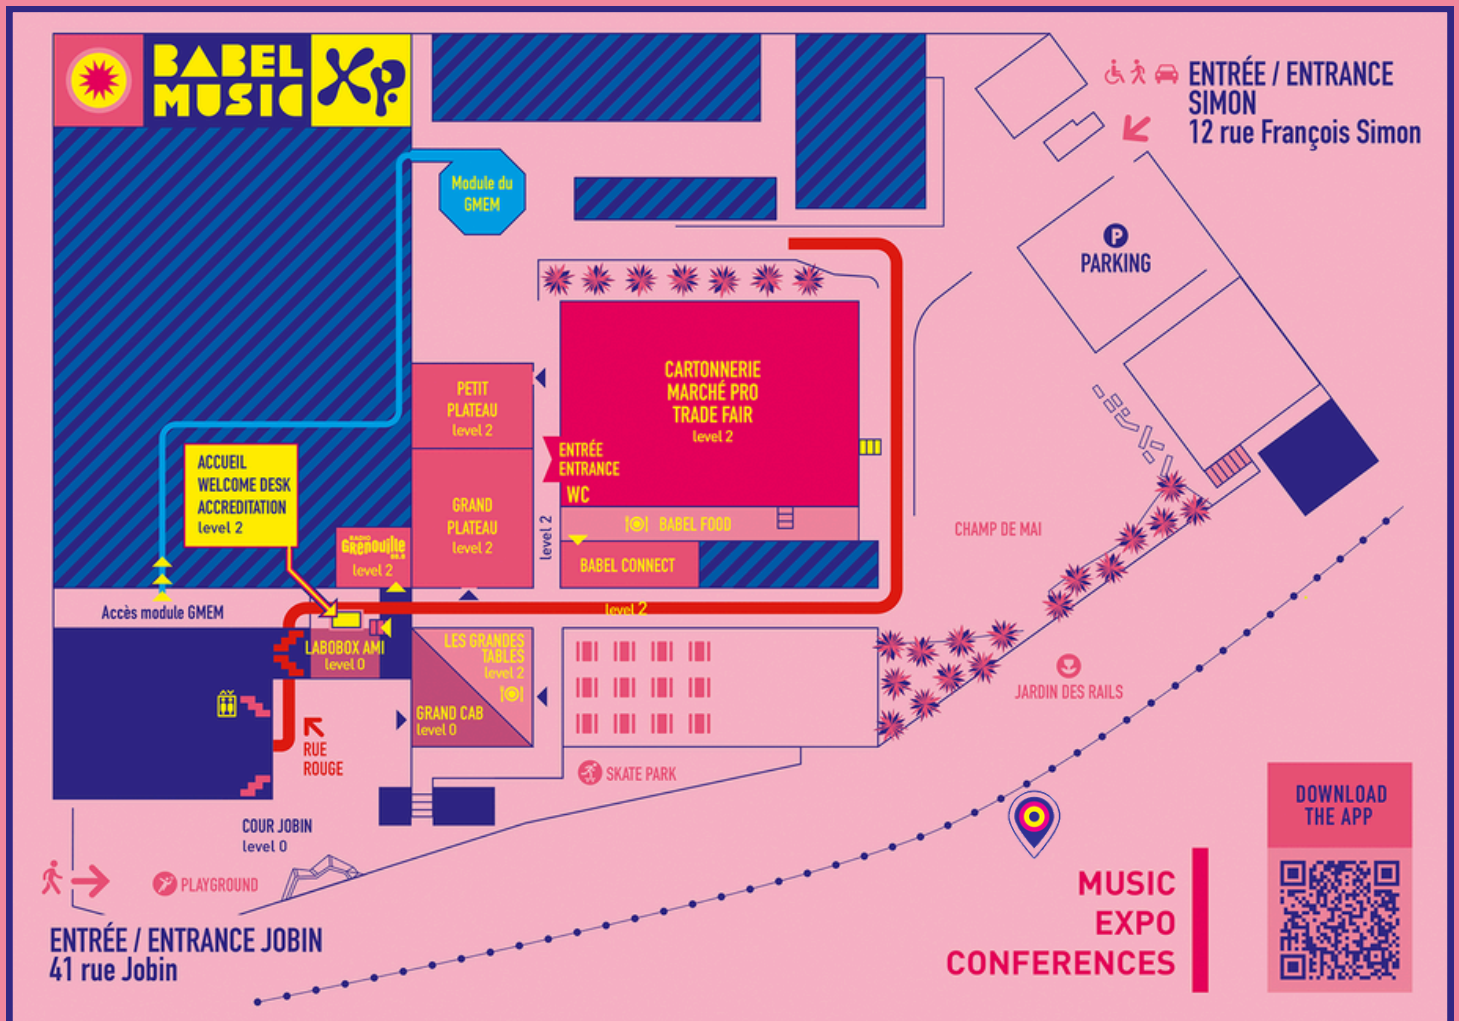 BABEL
MUSIC
XP
ENTRÉE / ENTRANCE
SIMON
12 rue François Simon
Module du
GMEM
P
PARKING
CARTONNERIE
MARCHÉ PRO
TRADE FAIR
level 2
PETIT
PLATEAU
level 2
ENTRÉE
ENTRANCE
WC
ACCUEIL
WELCOME DESK
ACCREDITATION
level 2
GRAND
PLATEAU
level 2
level 2
BABEL FOOD
CHAMP DE MAI
RADIO
GRENOUILLE
88.8
level 2
BABEL CONNECT
Accès module GMEM
level 2
LABOBOX AMI
level 0
LES GRANDES
TABLES
level 2
GRAND CAB
level 0
JARDIN DES RAILS
RUE
ROUGE
SKATE PARK
COUR JOBIN
level 0
PLAYGROUND
ENTRÉE / ENTRANCE JOBIN
41 rue Jobin
MUSIC
EXPO
CONFERENCES
DOWNLOAD
THE APP